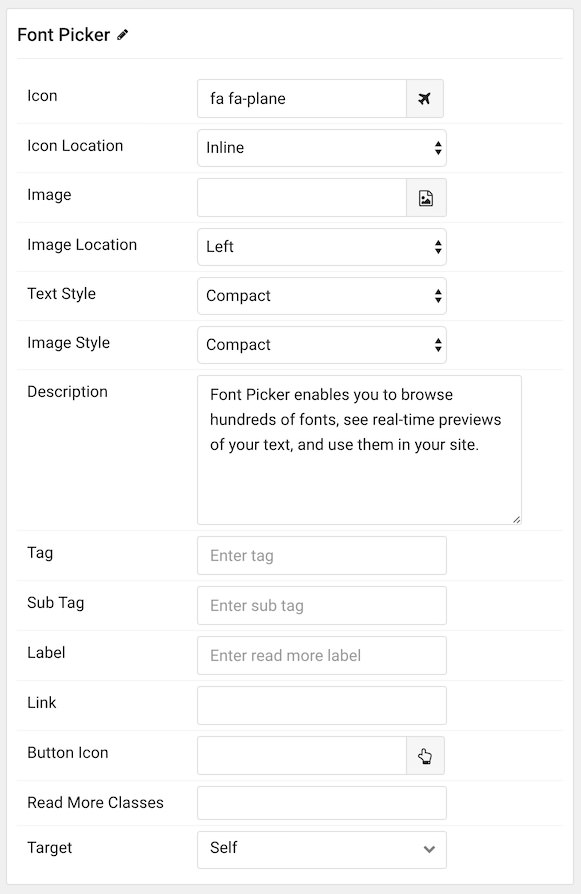 Font Picker
Icon
fa fa-plane
Icon Location
Inline
Image
Image Location
Left
Text Style
Compact
Image Style
Compact
Description
Font Picker enables you to browse
hundreds of fonts, see real-time previews
of your text, and use them in your site.
Tag
Enter tag
Sub Tag
Enter sub tag
Label
Enter read more label
Link
Button Icon
Read More Classes
Target
Self